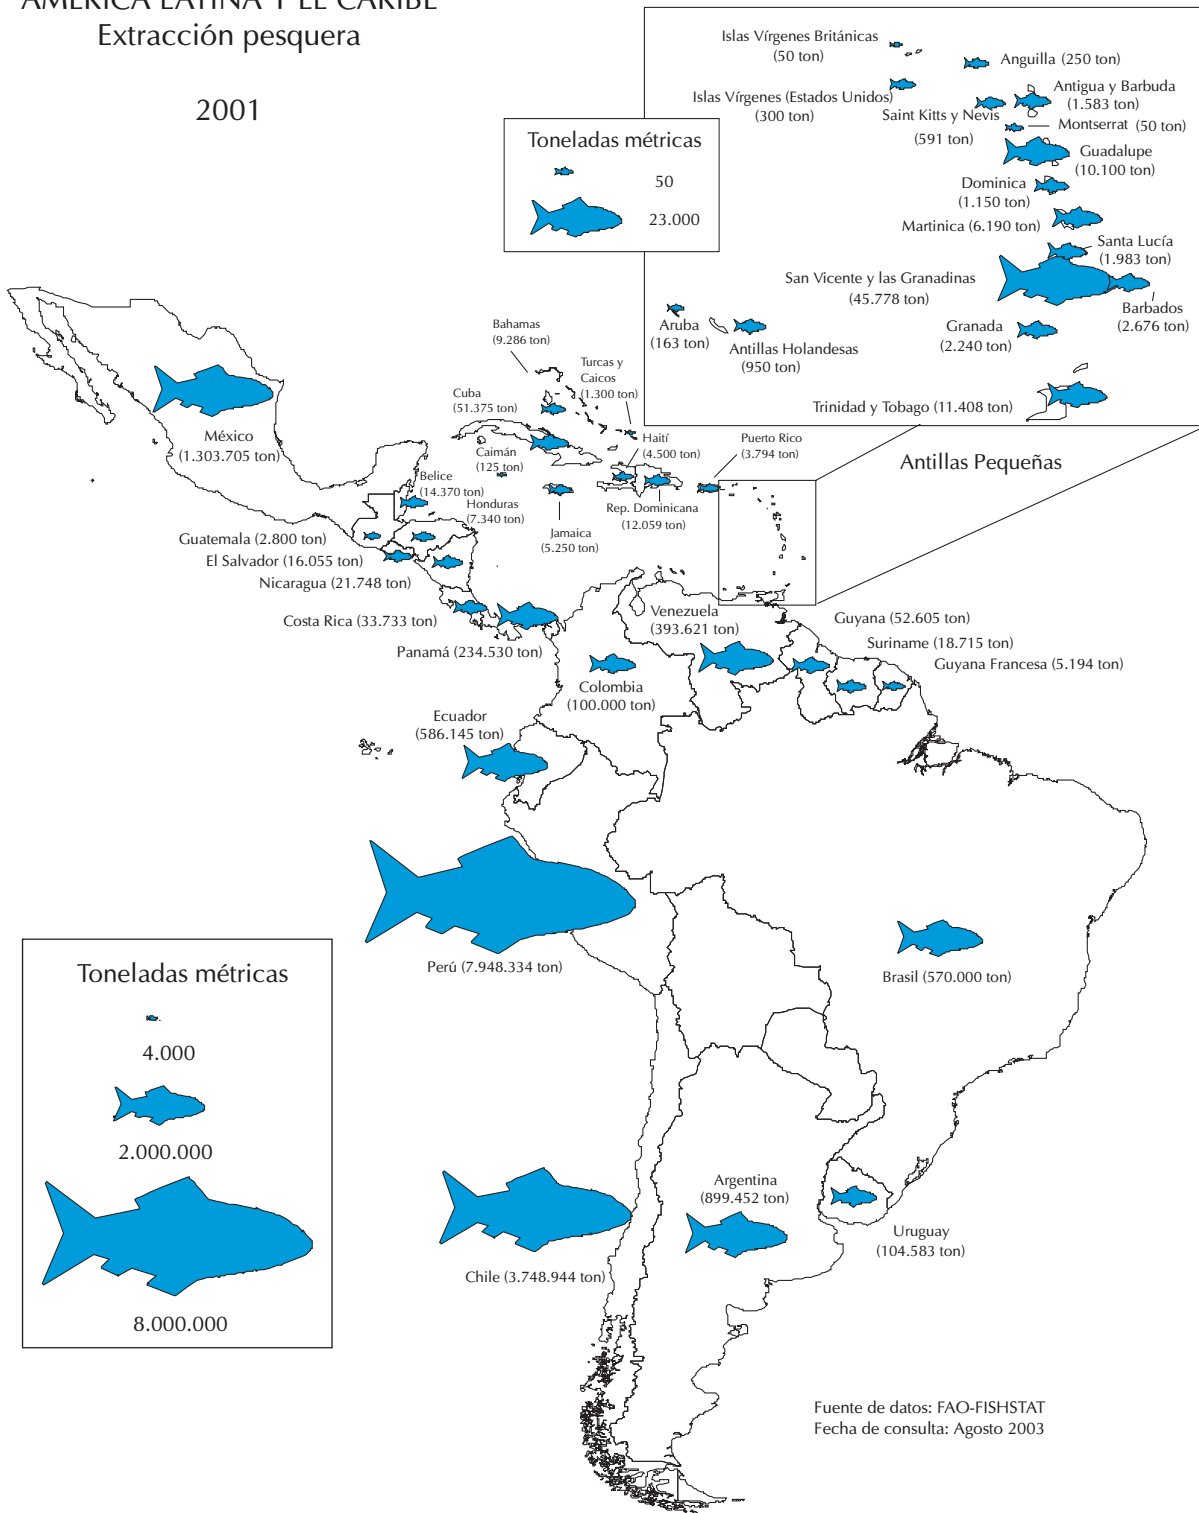 AMÉRICA LATINA Y EL CARIBE
Extracción pesquera
2001
Toneladas métricas
50
23.000
Islas Vírgenes Británicas
(50 ton)
Anguilla (250 ton)
Islas Vírgenes (Estados Unidos)
(300 ton)
Antigua y Barbuda
(1.583 ton)
Saint Kitts y Nevis
(591 ton)
Montserrat (50 ton)
Guadalupe
(10.100 ton)
Dominica
(1.150 ton)
Martinica (6.190 ton)
Santa Lucía
(1.983 ton)
San Vicente y las Granadinas
(45.778 ton)
Barbados
(2.676 ton)
Aruba
(163 ton)
Antillas Holandesas
(950 ton)
Granada
(2.240 ton)
Trinidad y Tobago (11.408 ton)
Antillas Pequeñas
Bahamas
(9.286 ton)
Turcas y
Caicos
(1.300 ton)
Cuba
(51.375 ton)
México
(1.303.705 ton)
Caimán
(125 ton)
Haití
(4.500 ton)
Puerto Rico
(3.794 ton)
Belice
(14.370 ton)
Honduras
(7.340 ton)
Rep. Dominicana
(12.059 ton)
Jamaica
(5.250 ton)
Guatemala (2.800 ton)
El Salvador (16.055 ton)
Nicaragua (21.748 ton)
Costa Rica (33.733 ton)
Panamá (234.530 ton)
Venezuela
(393.621 ton)
Guyana (52.605 ton)
Suriname (18.715 ton)
Guyana Francesa (5.194 ton)
Colombia
(100.000 ton)
Ecuador
(586.145 ton)
Perú (7.948.334 ton)
Brasil (570.000 ton)
Toneladas métricas
4.000
2.000.000
8.000.000
Argentina
(899.452 ton)
Uruguay
(104.583 ton)
Chile (3.748.944 ton)
Fuente de datos: FAO-FISHSTAT
Fecha de consulta: Agosto 2003